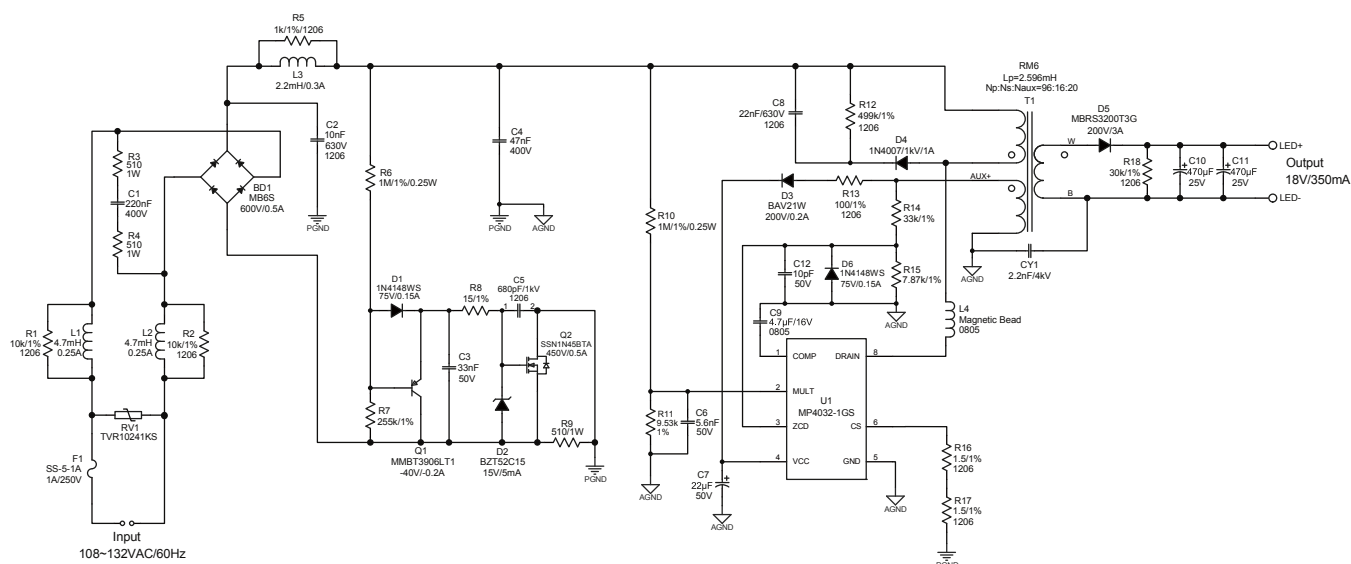 R5
1k/1%/1206
L3
2.2mH/0.3A
C2
10nF
630V
1206
R3
510
1W
C1
220nF
400V
R4
510
1W
BD1
MB6S
600V/0.5A
PGND
R1
10k/1%
1206
L1
4.7mH
0.25A
L2
4.7mH
0.25A
R2
10k/1%
1206
RV1
TVR10241KS
F1
SS-5-1A
1A/250V
Input
108~132VAC/60Hz
R6
1M/1%/0.25W
C4
47nF
400V
PGND
AGND
D1
1N4148WS
75V/0.15A
R8
15/1%
C5
680pF/1kV
1206
1
2
Q2
SSN1N45BTA
450V/0.5A
C3
33nF
50V
R7
255k/1%
Q1
MMBT3906LT1
-40V/-0.2A
D2
BZT52C15
15V/5mA
R9
510/1W
PGND
R10
1M/1%/0.25W
R11
9.53k
1%
C6
5.6nF
50V
AGND
C8
22nF/630V
1206
R12
499k/1%
1206
D4
1N4007/1kV/1A
D3
BAV21W
200V/0.2A
R13
100/1%
1206
AUX+
R14
33k/1%
C12
10pF
50V
D6
1N4148WS
75V/0.15A
R15
7.87k/1%
AGND
C9
4.7µF/16V
0805
L4
Magnetic Bead
0805
1
COMP
DRAIN
8
2
MULT
U1
MP4032-1GS
3
ZCD
CS
6
4
VCC
GND
5
C7
22µF
50V
AGND
AGND
R16
1.5/1%
1206
R17
1.5/1%
1206
PGND
RM6
Lp=2.596mH
Np:Ns:Naux=96:16:20
T1
W
B
D5
MBRS3200T3G
200V/3A
R18
30k/1%
1206
C10
470µF
25V
C11
470µF
25V
LED+
Output
18V/350mA
LED-
AGND
CY1
2.2nF/4kV